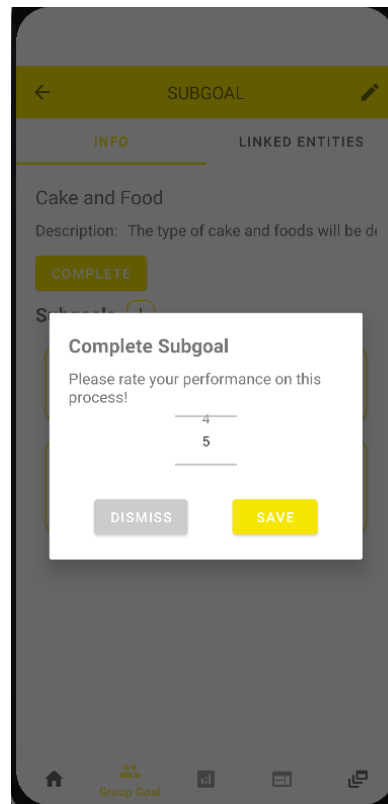 SUBGOAL
INFO
LINKED ENTITIES
Cake and Food
Description: The type of cake and foods will be de
COMPLETE
Complete Subgoal
Please rate your performance on this
process!
4
5
DISMISS
SAVE
Group Goal